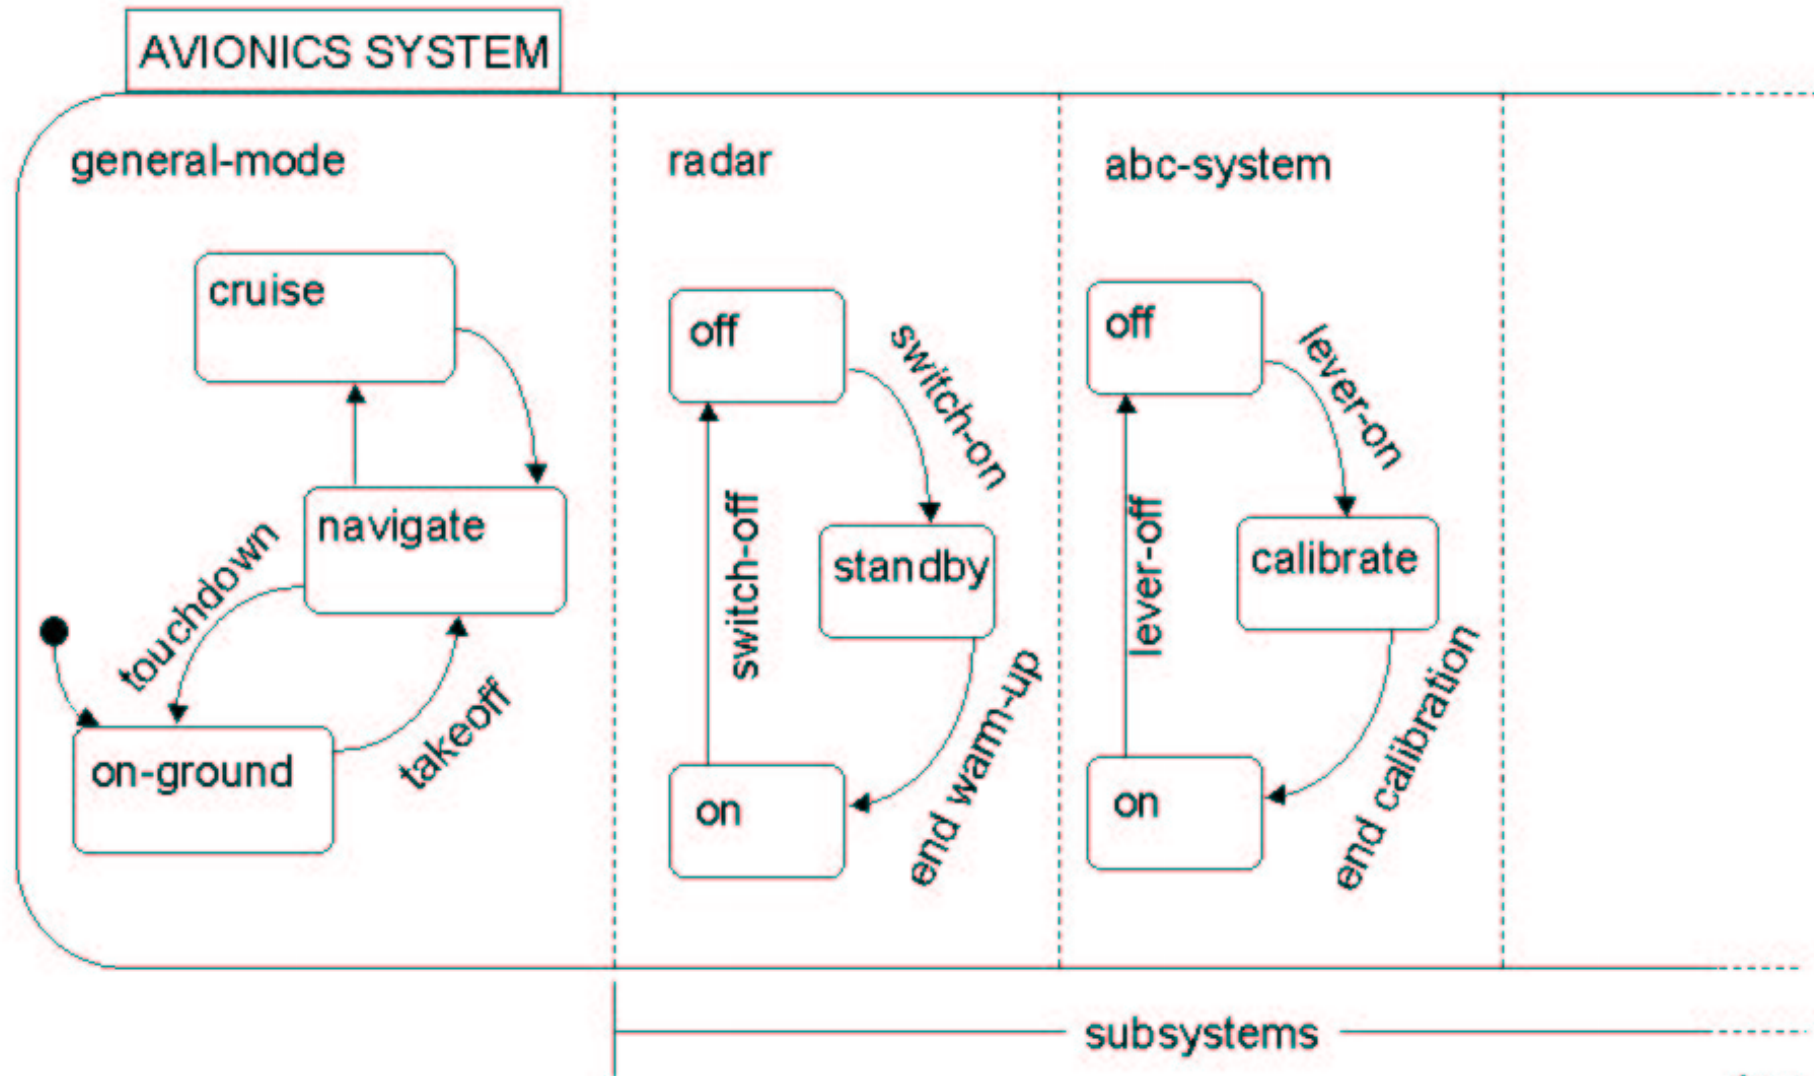 AVIONICS SYSTEM
general-mode
cruise
navigate
touchdown
takeoff
on-ground
radar
off
switch-on
switch-off
standby
end warm-up
on
abc-system
off
lever-on
lever-off
calibrate
end calibration
on
subsystems